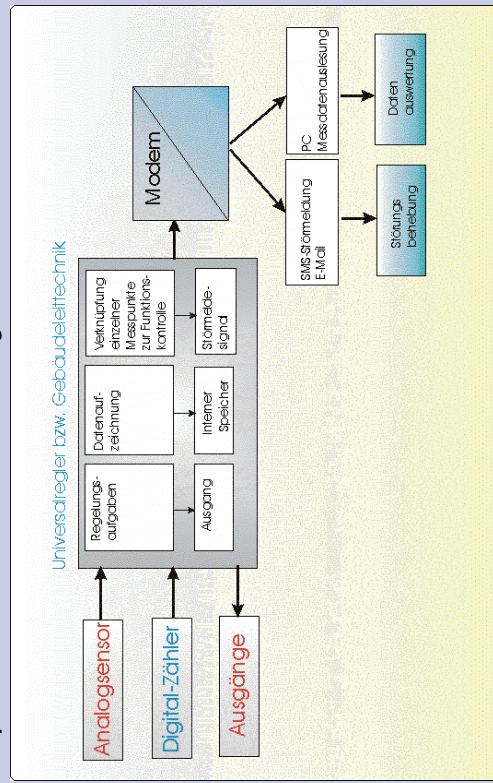 Universalregler bzw. Gebäudeleittechnik
Analogsensor
Digital-Zähler
Ausgänge
Regelungs-
aufgaben
Ausgang
Datenauf-
zeichnung
Interner
Speicher
Verknüpfung
einzelner
Messpunkte
zur Funktions-
kontrolle
Störmelde-
signal
Modem
SMS-Störmeldung
E-Mail
PC
Messdatenauslesung
Störungs
behebung
Daten
auswertung